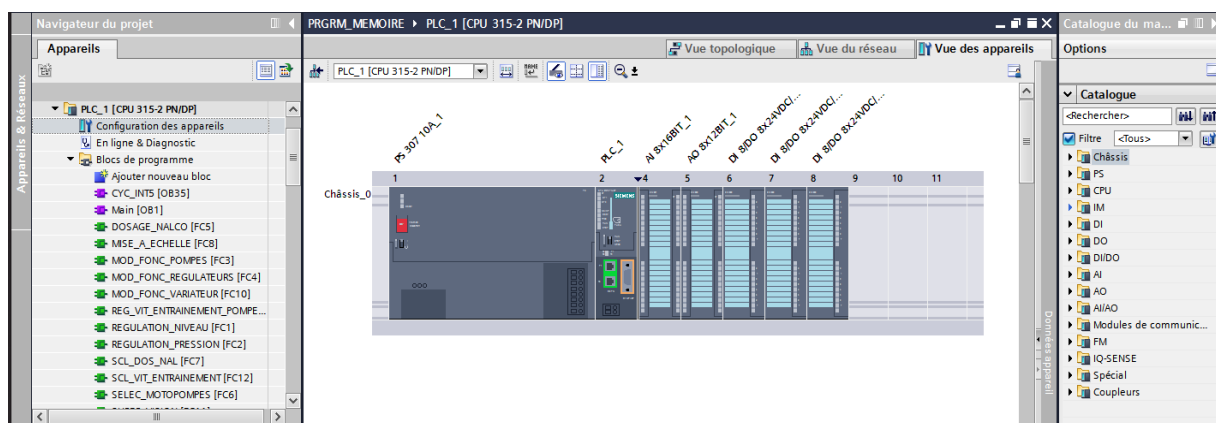 Navigateur du projet
PRGRM_MEMOIRE ▸ PLC_1 [CPU 315-2 PN/DP]
Catalogue du ma...
Appareils
Vue topologique
Vue du réseau
Vue des appareils
Options
Appareils & Réseaux
PLC_1 [CPU 315-2 PN/DP]
Configuration des appareils
En ligne & Diagnostic
Blocs de programme
Ajouter nouveau bloc
CYC_INT5 [OB35]
Main [OB1]
DOSAGE_NALCO [FC5]
MISE_A_ECHELLE [FC8]
MOD_FONC_POMPES [FC3]
MOD_FONC_REGULATEURS [FC4]
MOD_FONC_VARIATEUR [FC10]
REG_VIT_ENTRAINEMENT_POMPE...
REGULATION_NIVEAU [FC1]
REGULATION_PRESSION [FC2]
SCL_DOS_NAL [FC7]
SCL_VIT_ENTRAINEMENT [FC12]
SELEC_MOTOPOMPES [FC6]
PLC_1 [CPU 315-2 PN/DP]
PS 307 10A_1
PLC_1
AI 8x16BIT_1
AO 8x12BIT_1
DI 8/DO 8x24VDC/...
DI 8/DO 8x24VDC/...
DI 8/DO 8x24VDC/...
1 2 4 5 6 7 8 9 10 11
Châssis_0
SIEMENS
Données appareil
Catalogue
<Rechercher>
Filtre <Tous>
Châssis
PS
CPU
IM
DI
DO
DI/DO
AI
AO
AI/AO
Modules de communic...
FM
IQ-SENSE
Spécial
Coupleurs